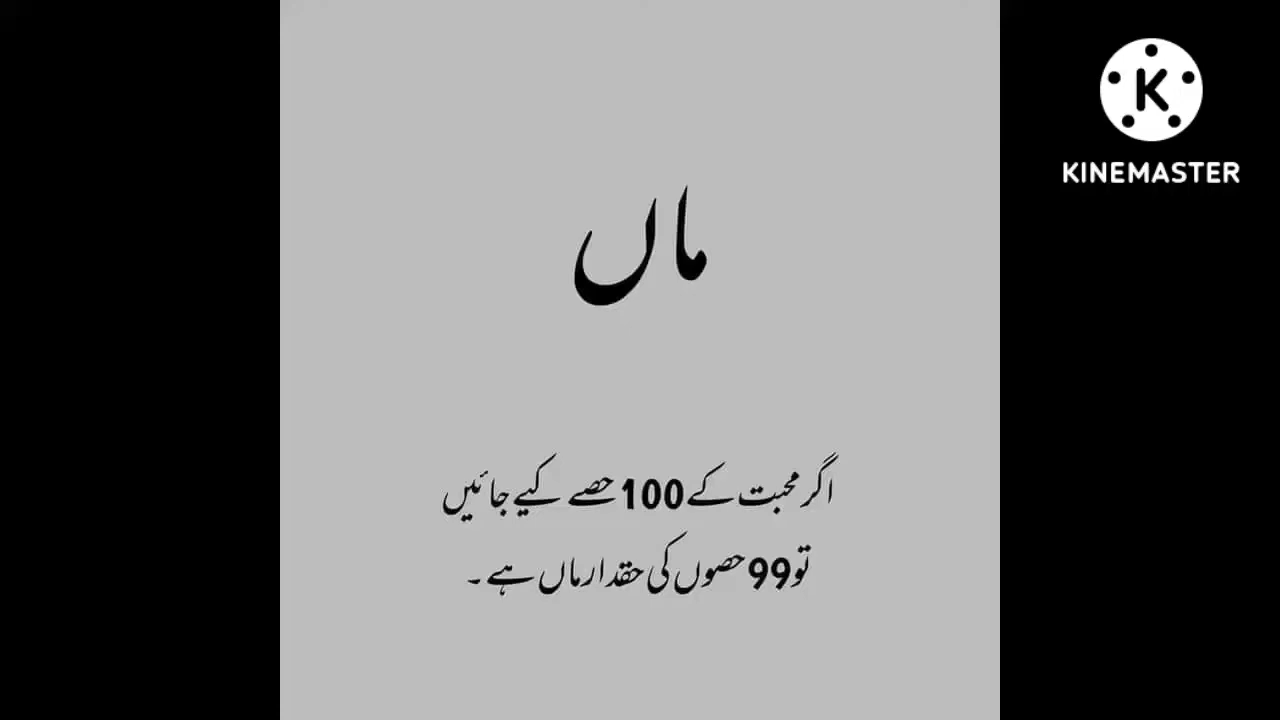 KINEMASTER
ماں
اگر محبت کے 100 حصے کیے جائیں
تو 99 حصوں کی حقدار ماں ہے۔